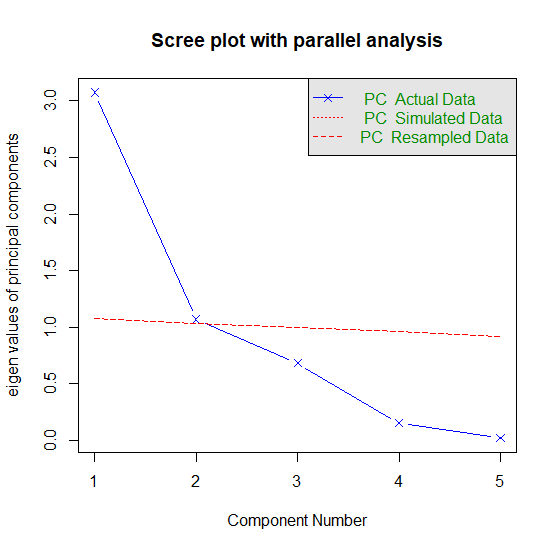 Scree plot with parallel analysis
PC Actual Data
PC Simulated Data
PC Resampled Data
eigen values of principal components
3.0
2.5
2.0
1.5
1.0
0.5
0.0
1 2 3 4 5
Component Number